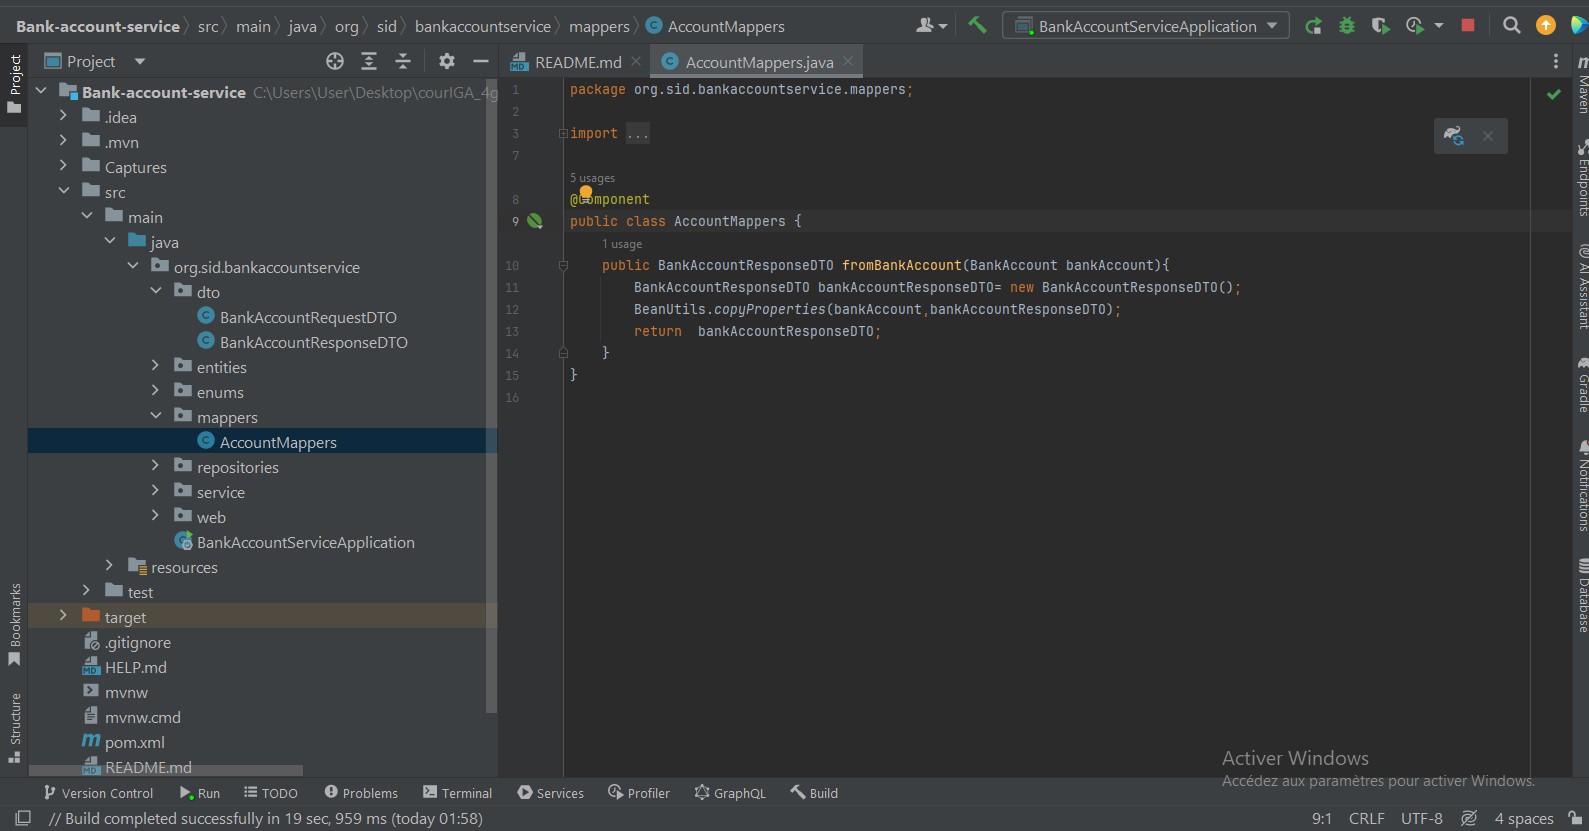 Bank-account-service src main java org sid bankaccountservice mappers AccountMappers
BankAccountServiceApplication
Project
Project
Bank-account-service C:\Users\User\Desktop\courIGA_4g
.idea
.mvn
Captures
src
main
java
org.sid.bankaccountservice
dto
BankAccountRequestDTO
BankAccountResponseDTO
entities
enums
mappers
AccountMappers
repositories
service
web
BankAccountServiceApplication
resources
test
target
.gitignore
HELP.md
mvnw
mvnw.cmd
pom.xml
README.md
Bookmarks
Structure
README.md AccountMappers.java
1 package org.sid.bankaccountservice.mappers;
2
3 import ...
7
5 usages
8 @Component
9 public class AccountMappers {
1 usage
10 public BankAccountResponseDTO fromBankAccount(BankAccount bankAccount){
11 BankAccountResponseDTO bankAccountResponseDTO= new BankAccountResponseDTO();
12 BeanUtils.copyProperties(bankAccount,bankAccountResponseDTO);
13 return bankAccountResponseDTO;
14 }
15 }
16
Maven
Endpoints
AI Assistant
Gradle
Notifications
Database
Activer Windows
Accédez aux paramètres pour activer Windows.
Version Control Run TODO Problems Terminal Services Profiler GraphQL Build
// Build completed successfully in 19 sec, 959 ms (today 01:58) 9:1 CRLF UTF-8 4 spaces